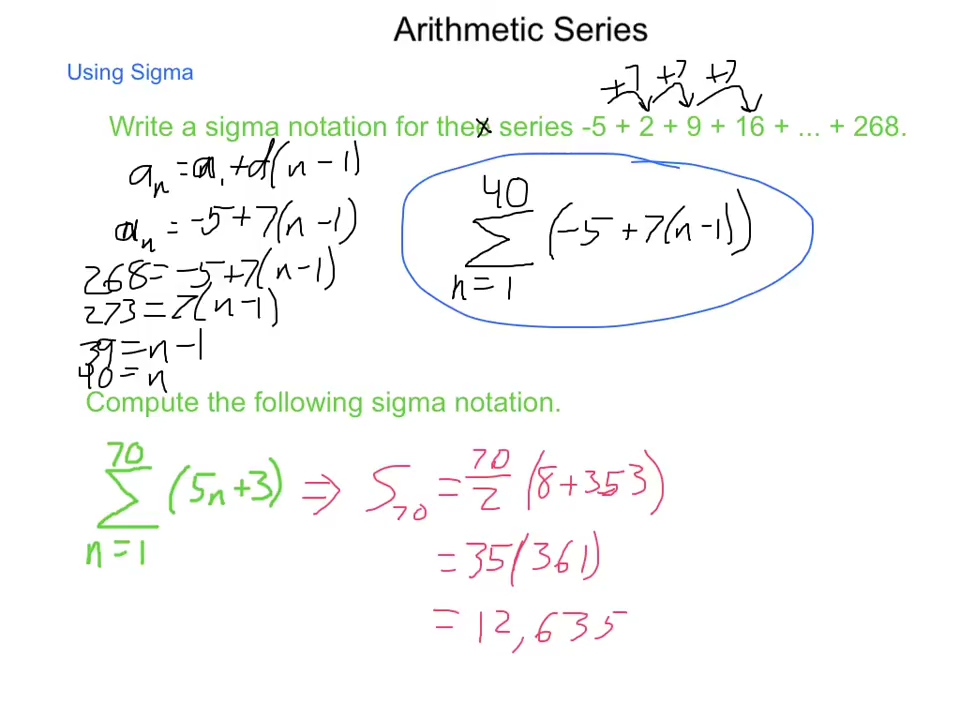 Arithmetic Series
Using Sigma
+7 +7 +7
Write a sigma notation for thee series -5 + 2 + 9 + 16 + ... + 268.
aₙ = a₁ + d(n - 1)
aₙ = -5 + 7(n - 1)
268 = -5 + 7(n - 1)
273 = 7(n - 1)
39 = n - 1
40 = n
40
∑ (-5 + 7(n - 1))
n = 1
Compute the following sigma notation.
70
∑ (5n + 3) ⇒ S₇₀ = 70/2 (8 + 353)
n = 1
= 35(361)
= 12,635